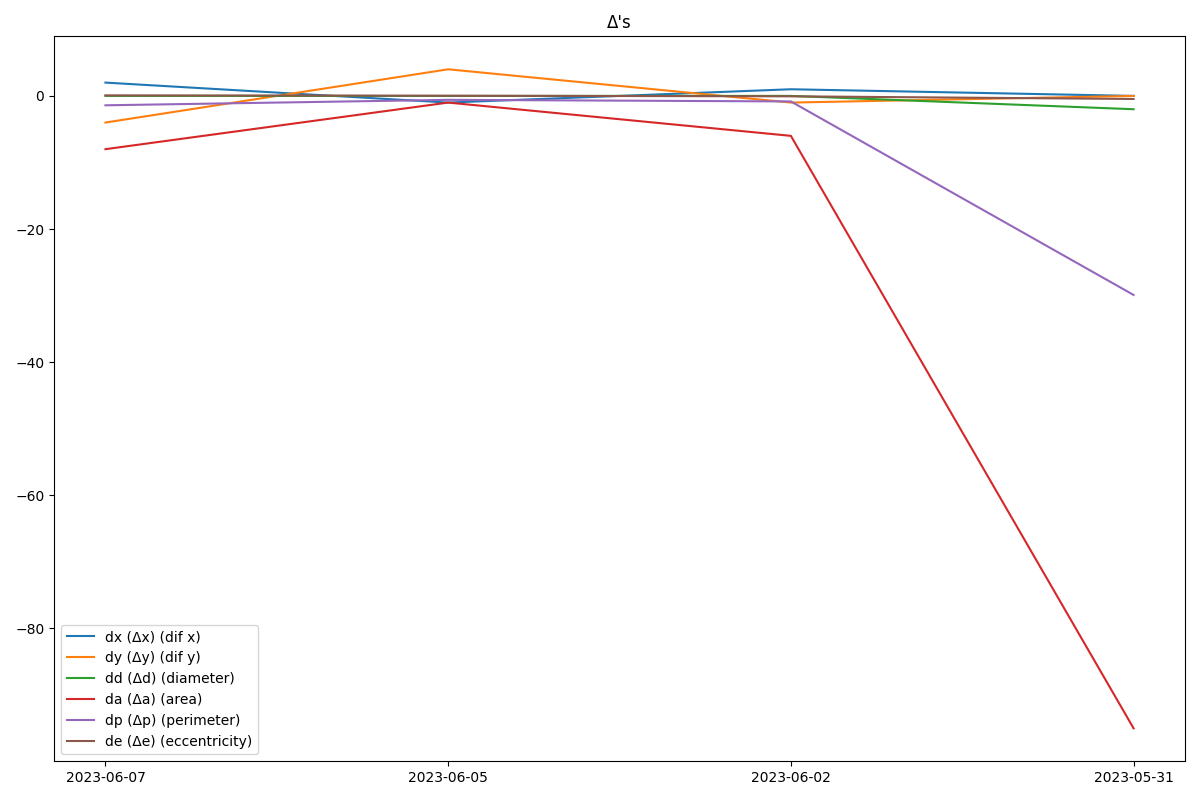 Δ's
0
−20
−40
−60
−80
dx (Δx) (dif x)
dy (Δy) (dif y)
dd (Δd) (diameter)
da (Δa) (area)
dp (Δp) (perimeter)
de (Δe) (eccentricity)
2023-06-07 2023-06-05 2023-06-02 2023-05-31